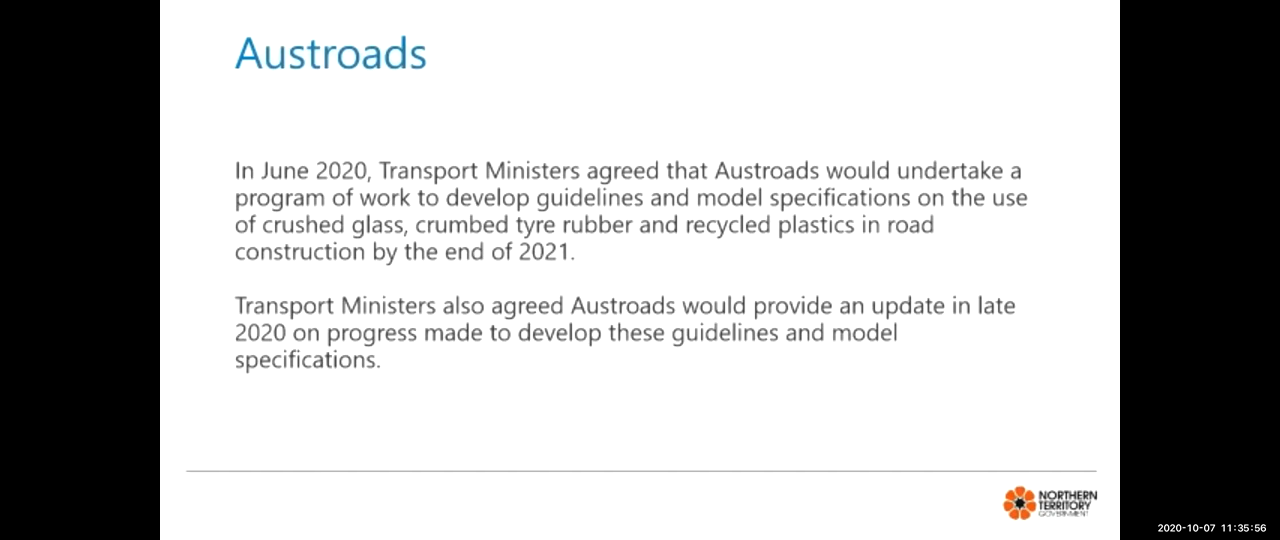 Austroads
In June 2020, Transport Ministers agreed that Austroads would undertake a
program of work to develop guidelines and model specifications on the use
of crushed glass, crumbed tyre rubber and recycled plastics in road
construction by the end of 2021.
Transport Ministers also agreed Austroads would provide an update in late
2020 on progress made to develop these guidelines and model
specifications.
NORTHERN
TERRITORY
GOVERNMENT
2020-10-07 11:35:56